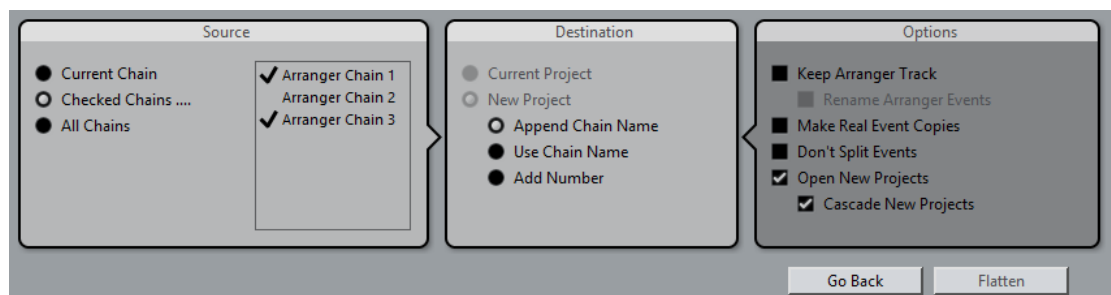 Source
Current Chain
Checked Chains ....
All Chains
Arranger Chain 1
Arranger Chain 2
Arranger Chain 3
Destination
Current Project
New Project
Append Chain Name
Use Chain Name
Add Number
Options
Keep Arranger Track
Rename Arranger Events
Make Real Event Copies
Don't Split Events
Open New Projects
Cascade New Projects
Go Back
Flatten